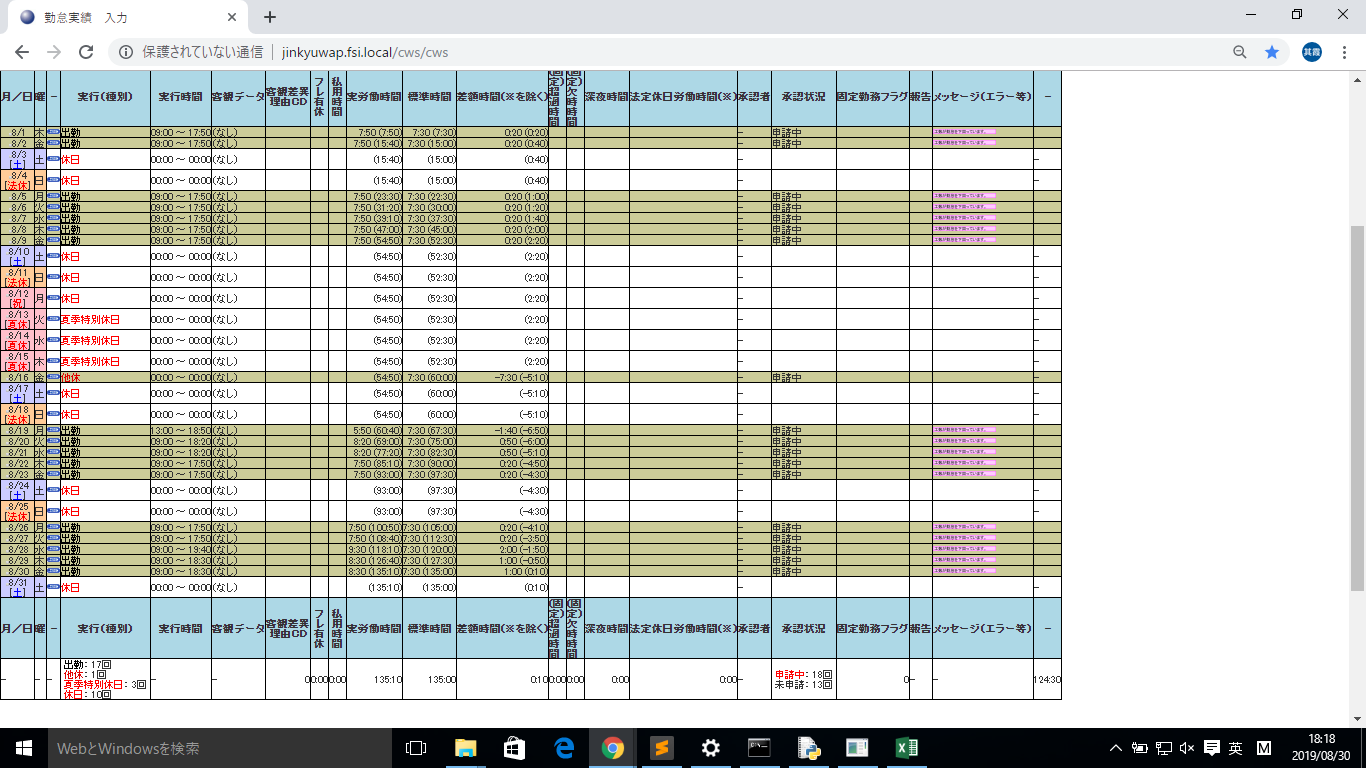 勤怠実績　入力
保護されていない通信 | jinkyuwap.fsi.local/cws/cws
月／日 曜 － 実行(種別) 実行時間 客観データ 客観差異理由CD フレ有休 私用時間 実労働時間 標準時間 差額時間(※を除く) (固定)超過時間 (固定)欠時時間 深夜時間 法定休日労働時間(※) 承認者 承認状況 固定勤務フラグ 報告 メッセージ(エラー等) －
8/1 木 出勤 09:00 ～ 17:50 (なし) 7:50 (7:50) 7:30 (7:30) 0:20 (0:20) － 申請中
8/2 金 出勤 09:00 ～ 17:50 (なし) 7:50 (15:40) 7:30 (15:00) 0:20 (0:40) － 申請中
8/3 [土] 土 休日 00:00 ～ 00:00 (なし) (15:40) (15:00) (0:40) － －
8/4 [法休] 日 休日 00:00 ～ 00:00 (なし) (15:40) (15:00) (0:40) － －
8/5 月 出勤 09:00 ～ 17:50 (なし) 7:50 (23:30) 7:30 (22:30) 0:20 (1:00) － 申請中
8/6 火 出勤 09:00 ～ 17:50 (なし) 7:50 (31:20) 7:30 (30:00) 0:20 (1:20) － 申請中
8/7 水 出勤 09:00 ～ 17:50 (なし) 7:50 (39:10) 7:30 (37:30) 0:20 (1:40) － 申請中
8/8 木 出勤 09:00 ～ 17:50 (なし) 7:50 (47:00) 7:30 (45:00) 0:20 (2:00) － 申請中
8/9 金 出勤 09:00 ～ 17:50 (なし) 7:50 (54:50) 7:30 (52:30) 0:20 (2:20) － 申請中
8/10 [土] 土 休日 00:00 ～ 00:00 (なし) (54:50) (52:30) (2:20) － －
8/11 [法休] 日 休日 00:00 ～ 00:00 (なし) (54:50) (52:30) (2:20) － －
8/12 [祝] 月 休日 00:00 ～ 00:00 (なし) (54:50) (52:30) (2:20) － －
8/13 [夏休] 火 夏季特別休日 00:00 ～ 00:00 (なし) (54:50) (52:30) (2:20) － －
8/14 [夏休] 水 夏季特別休日 00:00 ～ 00:00 (なし) (54:50) (52:30) (2:20) － －
8/15 [夏休] 木 夏季特別休日 00:00 ～ 00:00 (なし) (54:50) (52:30) (2:20) － －
8/16 金 他休 00:00 ～ 00:00 (なし) (54:50) 7:30 (60:00) -7:30 (-5:10) － 申請中 －
8/17 [土] 土 休日 00:00 ～ 00:00 (なし) (54:50) (60:00) (-5:10) － －
8/18 [法休] 日 休日 00:00 ～ 00:00 (なし) (54:50) (60:00) (-5:10) － －
8/19 月 出勤 13:00 ～ 18:50 (なし) 5:50 (60:40) 7:30 (67:30) -1:40 (-6:50) － 申請中
8/20 火 出勤 09:00 ～ 18:20 (なし) 8:20 (69:00) 7:30 (75:00) 0:50 (-6:00) － 申請中
8/21 水 出勤 09:00 ～ 18:20 (なし) 8:20 (77:20) 7:30 (82:30) 0:50 (-5:10) － 申請中
8/22 木 出勤 09:00 ～ 17:50 (なし) 7:50 (85:10) 7:30 (90:00) 0:20 (-4:50) － 申請中
8/23 金 出勤 09:00 ～ 17:50 (なし) 7:50 (93:00) 7:30 (97:30) 0:20 (-4:30) － 申請中
8/24 [土] 土 休日 00:00 ～ 00:00 (なし) (93:00) (97:30) (-4:30) － －
8/25 [法休] 日 休日 00:00 ～ 00:00 (なし) (93:00) (97:30) (-4:30) － －
8/26 月 出勤 09:00 ～ 17:50 (なし) 7:50 (100:50) 7:30 (105:00) 0:20 (-4:10) － 申請中
8/27 火 出勤 09:00 ～ 17:50 (なし) 7:50 (108:40) 7:30 (112:30) 0:20 (-3:50) － 申請中
8/28 水 出勤 09:00 ～ 19:40 (なし) 9:30 (118:10) 7:30 (120:00) 2:00 (-1:50) － 申請中
8/29 木 出勤 09:00 ～ 18:30 (なし) 8:30 (126:40) 7:30 (127:30) 1:00 (-0:50) － 申請中
8/30 金 出勤 09:00 ～ 18:30 (なし) 8:30 (135:10) 7:30 (135:00) 1:00 (0:10) － 申請中
8/31 [土] 土 休日 00:00 ～ 00:00 (なし) (135:10) (135:00) (0:10) － －
月／日 曜 － 実行(種別) 実行時間 客観データ 客観差異理由CD フレ有休 私用時間 実労働時間 標準時間 差額時間(※を除く) (固定)超過時間 (固定)欠時時間 深夜時間 法定休日労働時間(※) 承認者 承認状況 固定勤務フラグ 報告 メッセージ(エラー等) －
出勤：17回
他休：1回
夏季特別休日：3回
休日：10回
－ － － － － 0 0:00 0:00 135:10 135:00 0:10 0:00 0:00 0:00 0:00 － 0 － － 124:30
申請中：18回
未申請：13回
WebとWindowsを検索
英 M 18:18
2019/08/30